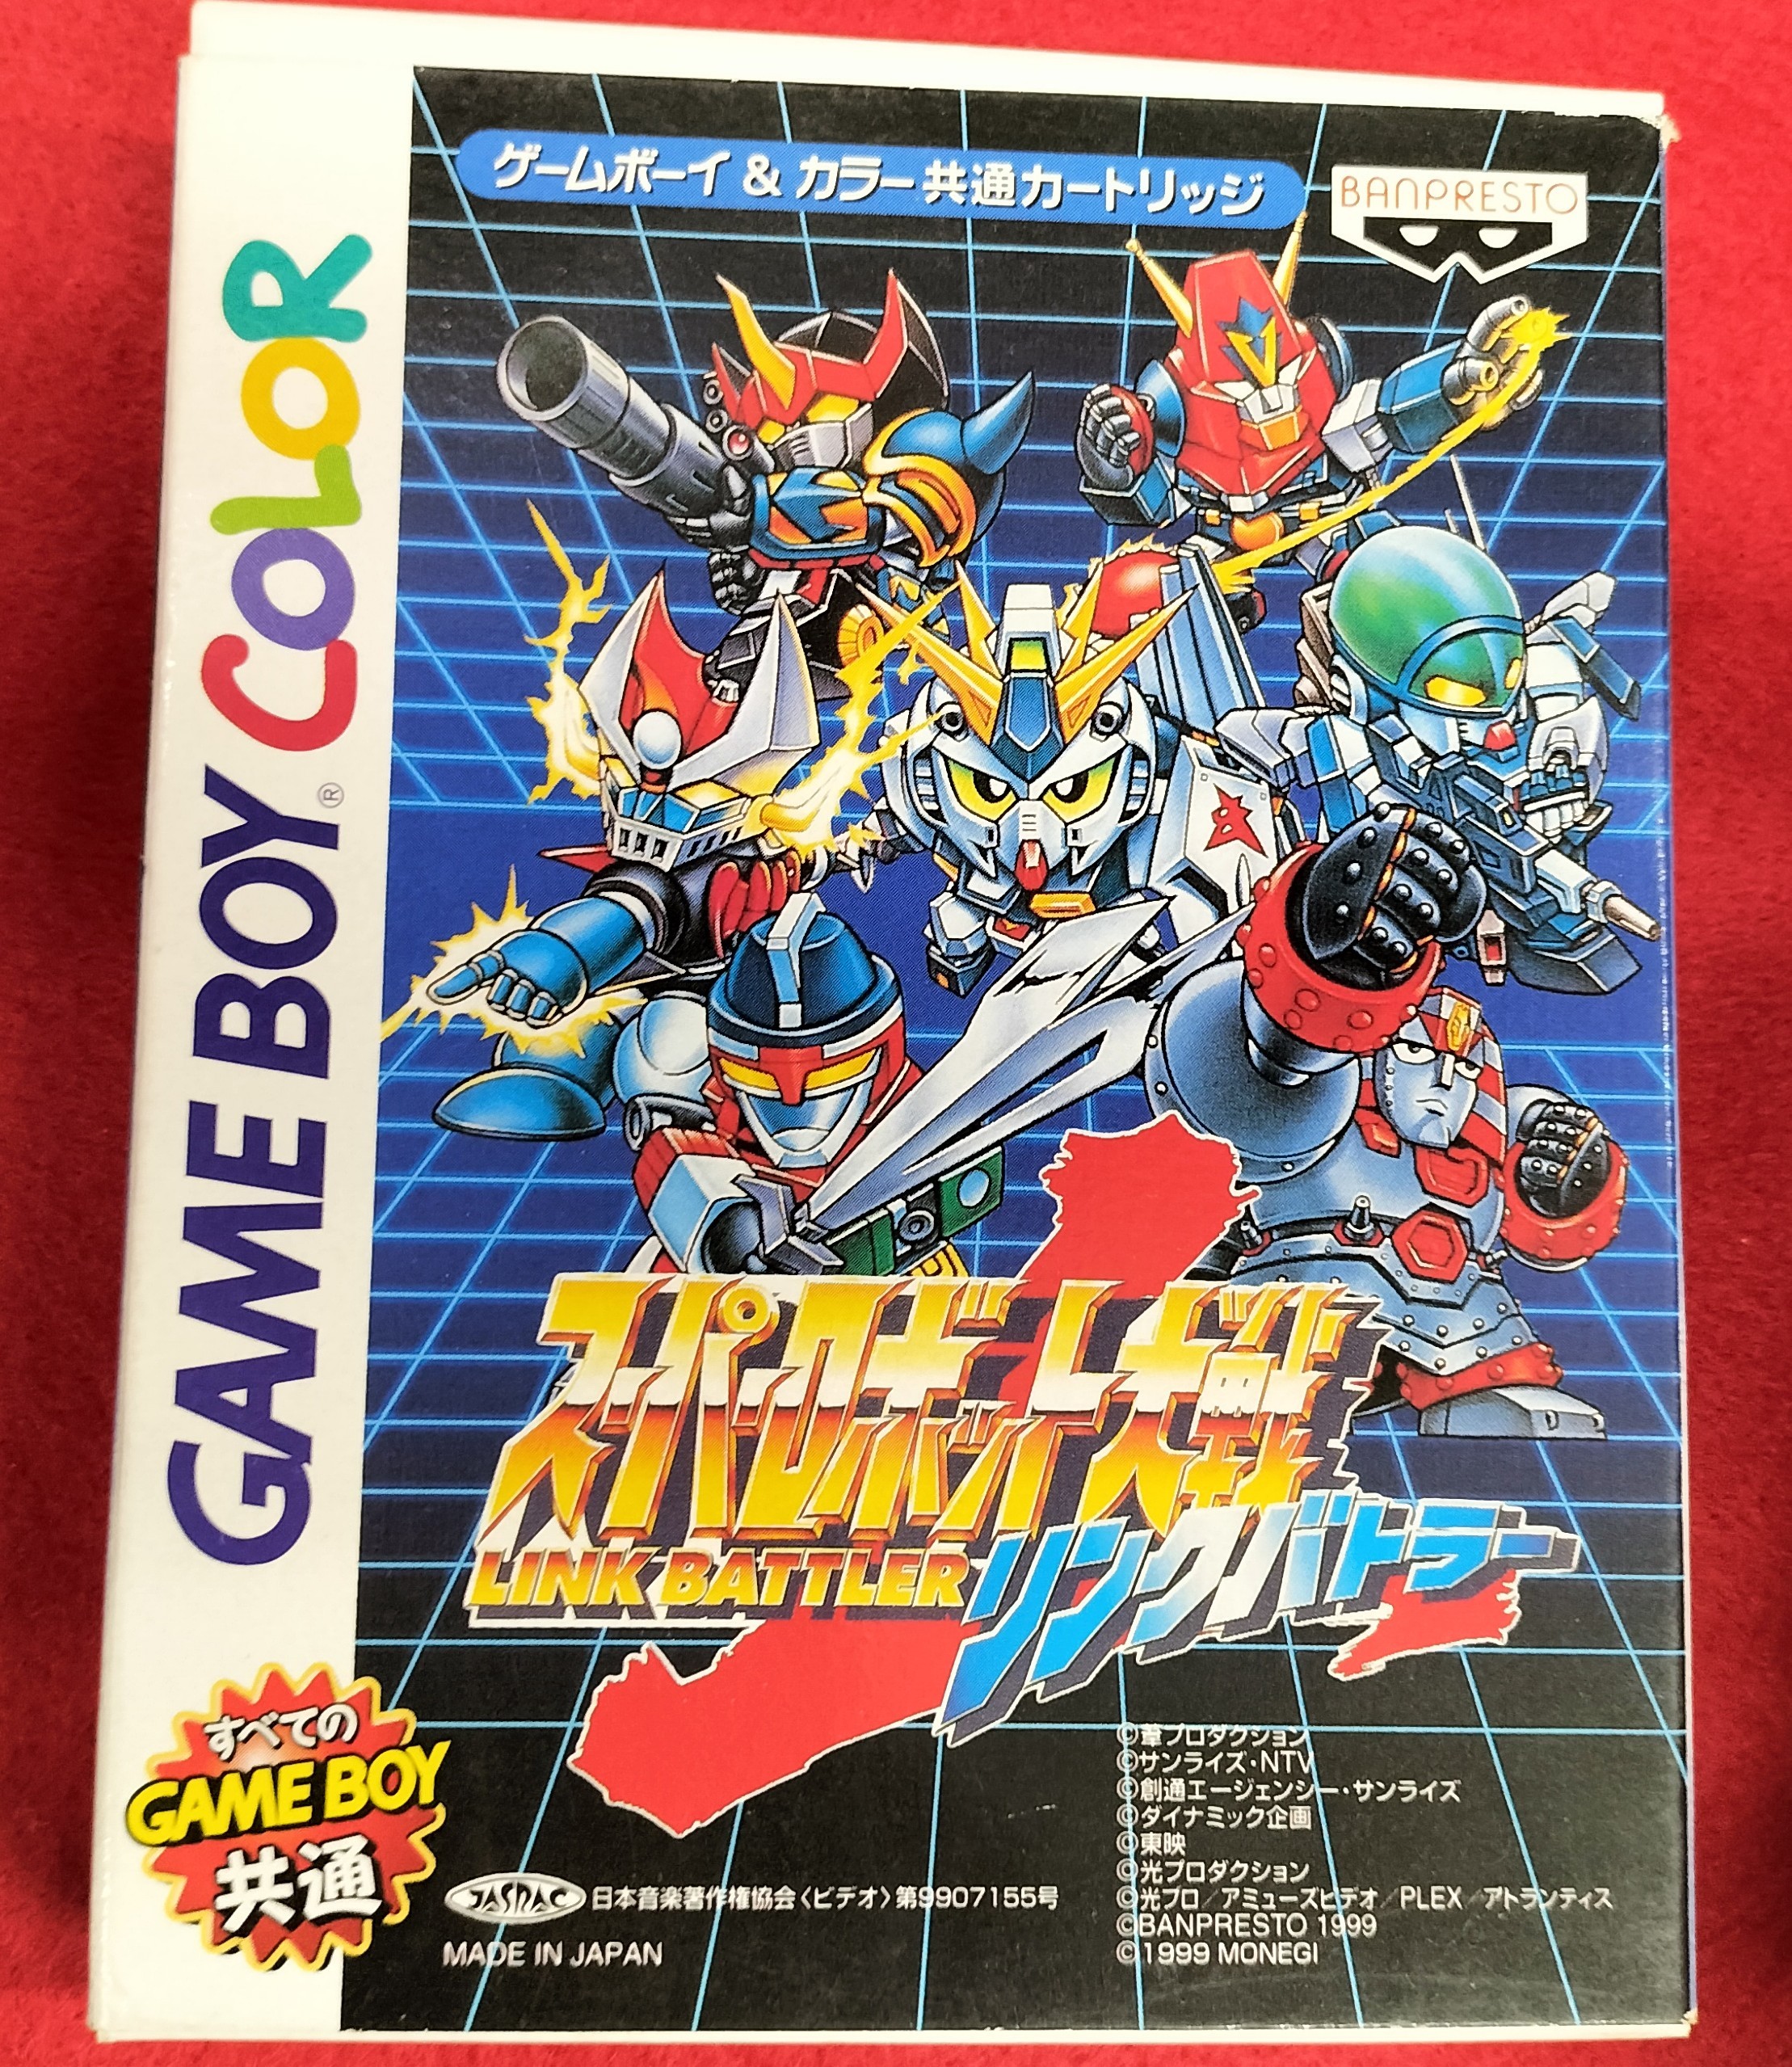 ゲームボーイ & カラー共通カートリッジ
BANPRESTO
GAME BOY COLOR
®
スーパーロボット大戦
LINK BATTLER
リンクバトラー
すべての
GAME BOY
共通
©葦プロダクション
©サンライズ・NTV
©創通エージェンシー・サンライズ
©ダイナミック企画
©東映
©光プロダクション
©光プロ/アミューズビデオ/PLEX/アトランティス
©BANPRESTO 1999
©1999 MONEGI
JASRAC
日本音楽著作権協会〈ビデオ〉第9907155号
MADE IN JAPAN